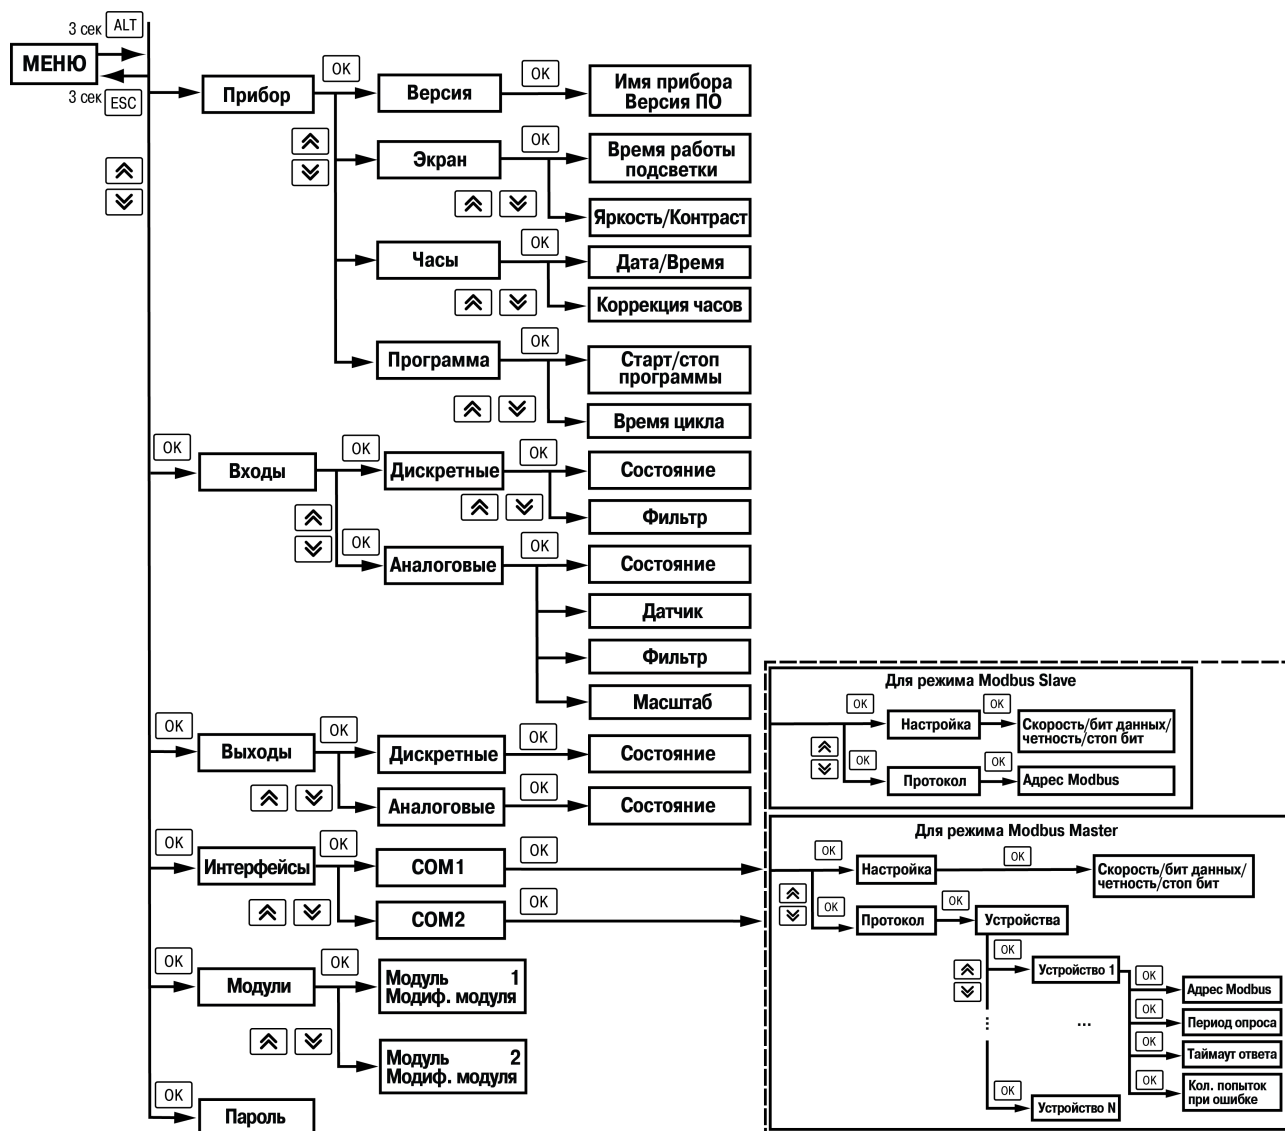 3 сек ALT
МЕНЮ
3 сек ESC
Прибор
OK
Версия
OK
Имя прибора
Версия ПО
Экран
OK
Время работы
подсветки
Яркость/Контраст
Часы
OK
Дата/Время
Коррекция часов
Программа
OK
Старт/стоп
программы
Время цикла
OK
Входы
OK
Дискретные
OK
Состояние
Фильтр
OK
Аналоговые
OK
Состояние
Датчик
Фильтр
Масштаб
OK
Выходы
OK
Дискретные
OK
Состояние
Аналоговые
OK
Состояние
OK
Интерфейсы
OK
COM1
OK
COM2
OK
OK
Модули
OK
Модуль 1
Модиф. модуля
Модуль 2
Модиф. модуля
OK
Пароль
Для режима Modbus Slave
OK
Настройка
OK
Скорость/бит данных/
четность/стоп бит
OK
Протокол
OK
Адрес Modbus
Для режима Modbus Master
OK
Настройка
OK
Скорость/бит данных/
четность/стоп бит
OK
Протокол
OK
Устройства
OK
Устройство 1
OK
Адрес Modbus
OK
Период опроса
...
OK
Таймаут ответа
OK
Кол. попыток
при ошибке
OK
Устройство N